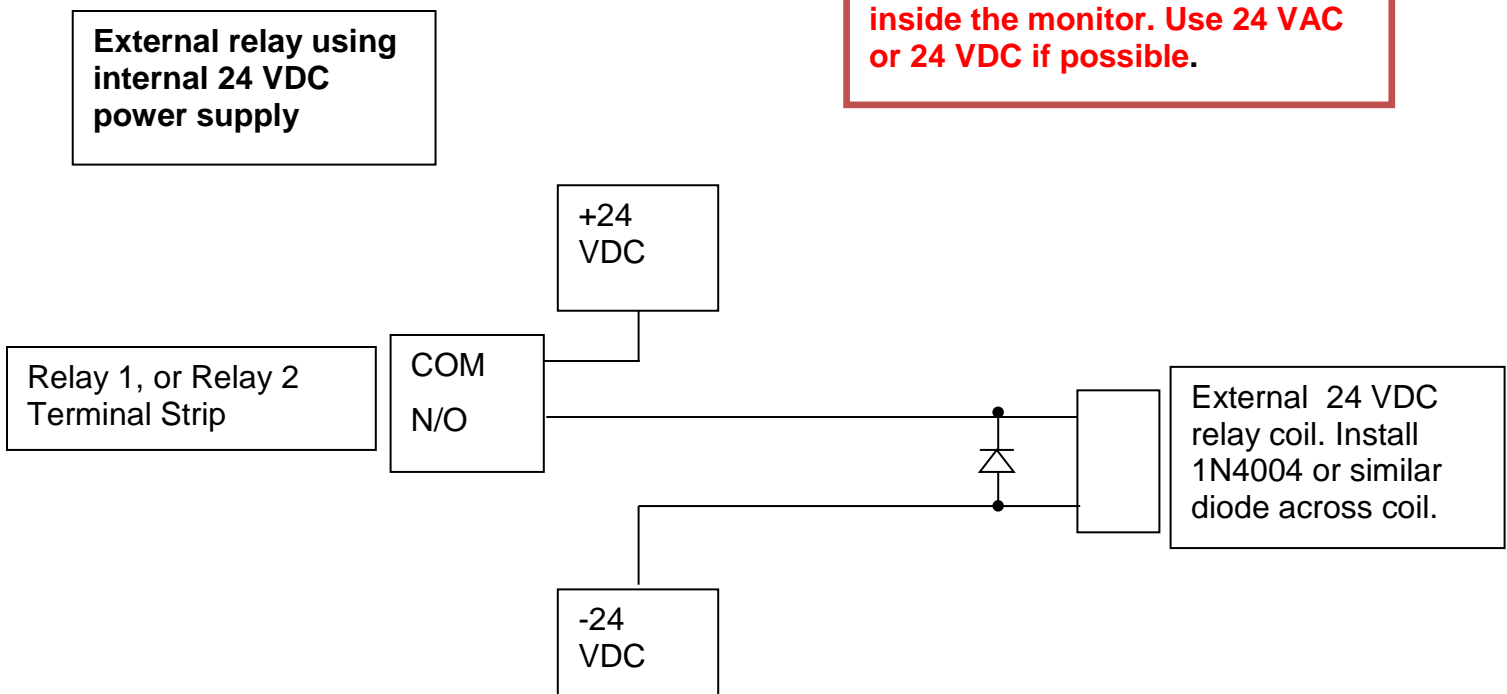 External relay using
internal 24 VDC
power supply
inside the monitor. Use 24 VAC
or 24 VDC if possible.
+24
VDC
Relay 1, or Relay 2
Terminal Strip
COM
N/O
External 24 VDC
relay coil. Install
1N4004 or similar
diode across coil.
-24
VDC